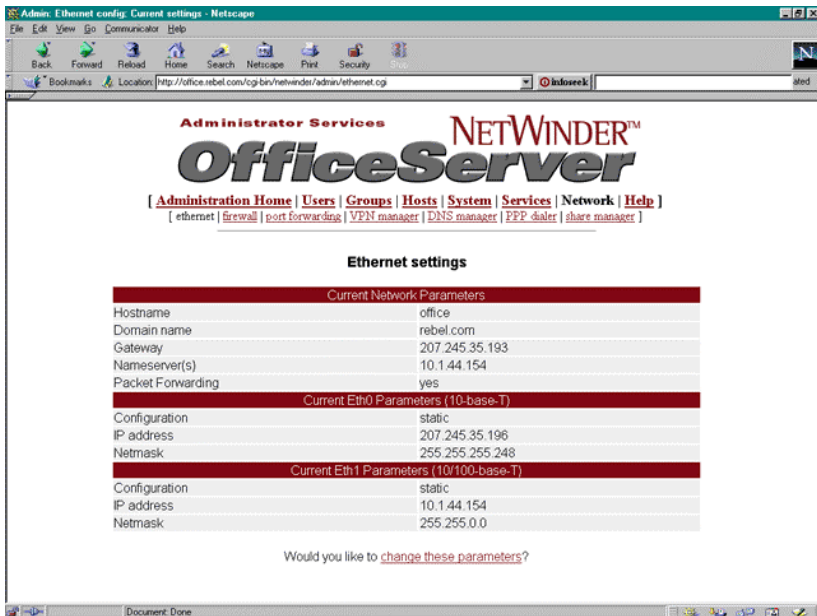 Admin: Ethernet config: Current settings - Netscape
File Edit View Go Communicator Help
Back Forward Reload Home Search Netscape Print Security Stop
Bookmarks Location: http://office.rebel.com/cgi-bin/netwinder/admin/ethernet.cgi infoseek ated
N
Administrator Services NETWINDER™
OfficeServer
[ Administration Home | Users | Groups | Hosts | System | Services | Network | Help ]
[ ethernet | firewall | port forwarding | VPN manager | DNS manager | PPP dialer | share manager ]
Ethernet settings
Current Network Parameters
Hostname office
Domain name rebel.com
Gateway 207.245.35.193
Nameserver(s) 10.1.44.154
Packet Forwarding yes
Current Eth0 Parameters (10-base-T)
Configuration static
IP address 207.245.35.196
Netmask 255.255.255.248
Current Eth1 Parameters (10/100-base-T)
Configuration static
IP address 10.1.44.154
Netmask 255.255.0.0
Would you like to change these parameters?
Document: Done